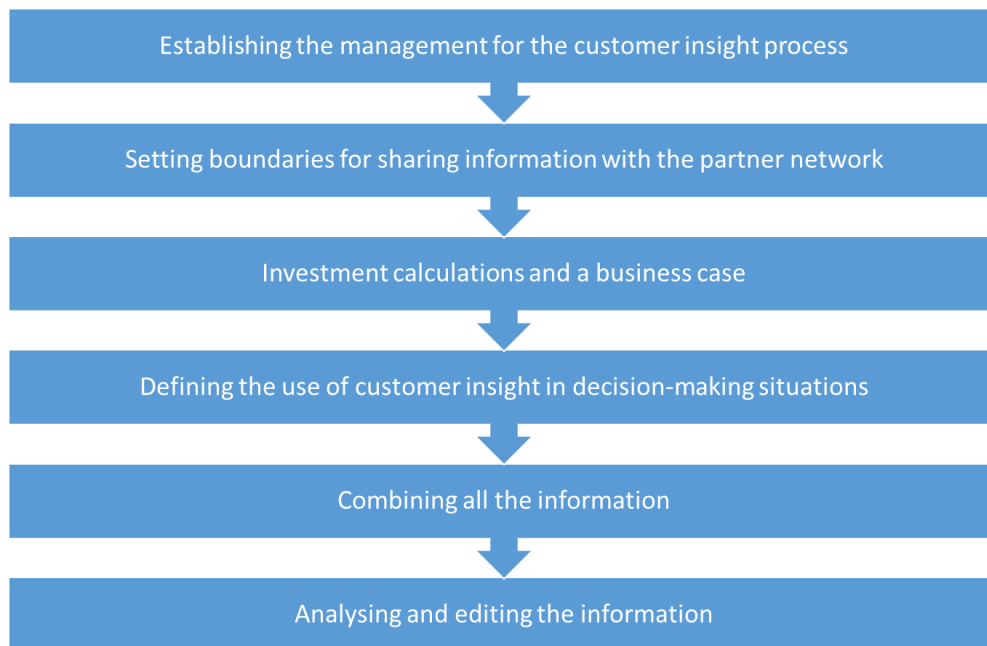 Establishing the management for the customer insight process
Setting boundaries for sharing information with the partner network
Investment calculations and a business case
Defining the use of customer insight in decision-making situations
Combining all the information
Analysing and editing the information